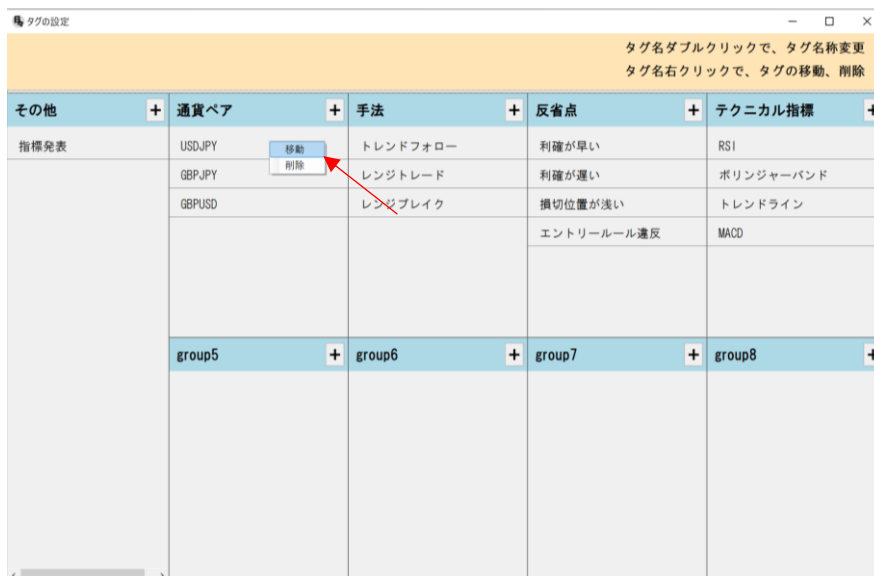 タグの設定
タグ名ダブルクリックで、タグ名称変更
タグ名右クリックで、タグの移動、削除
その他 +
指標発表
通貨ペア +
USDJPY
GBPJPY
GBPUSD
移動
削除
手法 +
トレンドフォロー
レンジトレード
レンジブレイク
反省点 +
利確が早い
利確が遅い
損切位置が浅い
エントリールール違反
テクニカル指標 +
RSI
ボリンジャーバンド
トレンドライン
MACD
group5 +
group6 +
group7 +
group8 +